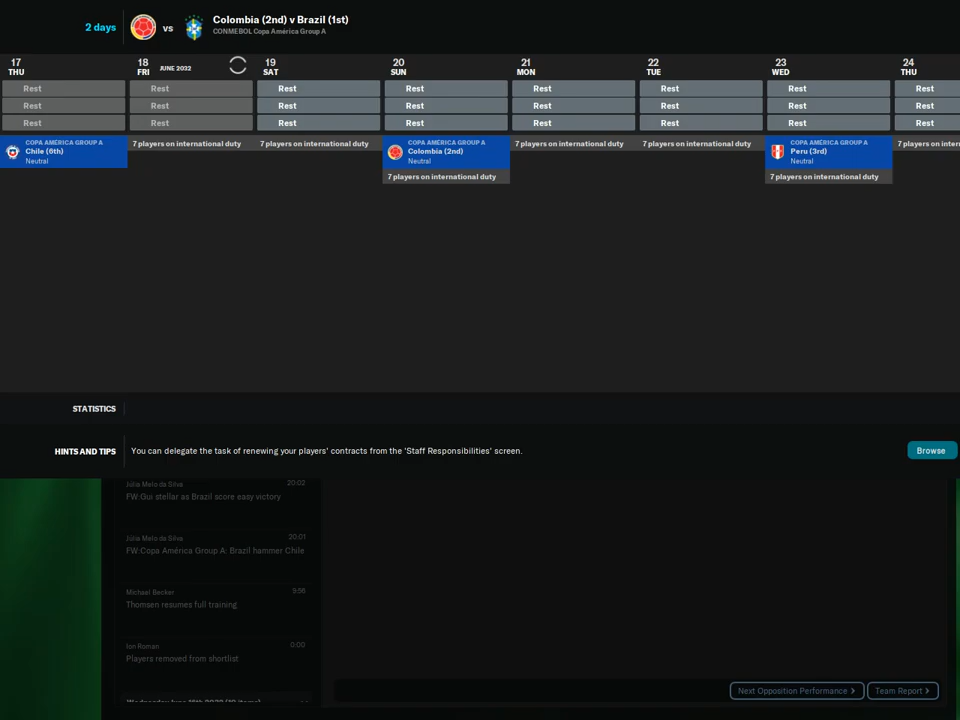 2 days
vs
Colombia (2nd) v Brazil (1st)
CONMEBOL Copa América Group A
17 THU
18 FRI JUNE 2032
19 SAT
20 SUN
21 MON
22 TUE
23 WED
24 THU
Rest Rest Rest Rest Rest Rest Rest Rest
Rest Rest Rest Rest Rest Rest Rest Rest
Rest Rest Rest Rest Rest Rest Rest Rest
COPA AMÉRICA GROUP A
Chile (6th)
Neutral
7 players on international duty
7 players on international duty
COPA AMÉRICA GROUP A
Colombia (2nd)
Neutral
7 players on international duty
7 players on international duty
7 players on international duty
COPA AMÉRICA GROUP A
Peru (3rd)
Neutral
7 players on international duty
7 players on inter
STATISTICS
HINTS AND TIPS
You can delegate the task of renewing your players' contracts from the 'Staff Responsibilities' screen.
Browse
Júlia Melo da Silva 20:02
FW:Gui stellar as Brazil score easy victory
Júlia Melo da Silva 20:01
FW:Copa América Group A: Brazil hammer Chile
Michael Becker
Thomsen resumes full training
Ion Roman 0:00
Players removed from shortlist
Next Opposition Performance >
Team Report >